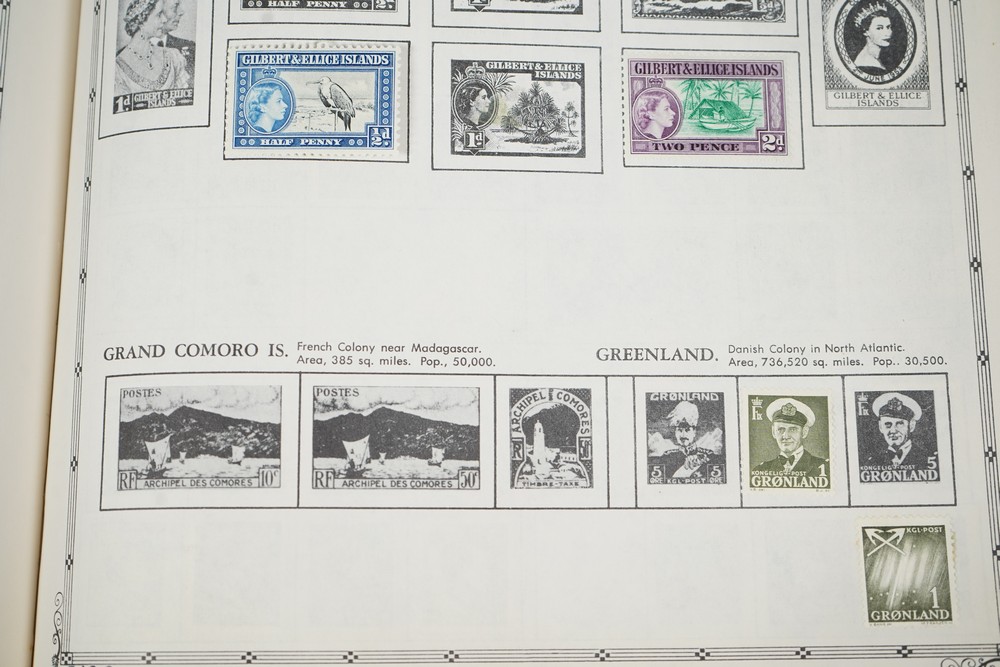 HALF PENNY
1d
GILBERT & ELLICE
ISLANDS
GILBERT & ELLICE ISLANDS
HALF PENNY
½d.
GILBERT & ELLICE
ISLANDS
1d
GILBERT & ELLICE ISLANDS
TWO PENCE
2d.
JUNE 1953
GILBERT & ELLICE
ISLANDS
GRAND COMORO IS. French Colony near Madagascar.
Area, 385 sq. miles. Pop., 50,000.
GREENLAND. Danish Colony in North Atlantic.
Area, 736,520 sq. miles. Pop.. 30,500.
POSTES
RF ARCHIPEL DES COMORES 10c
POSTES
RF ARCHIPEL DES COMORES 50c
ARCHIPEL DES COMORES
TIMBRE-TAXE
GRØNLAND
5 5
ØRE KGL-POST ØRE
KONGELIG POST 1
GRØNLAND
KONGELIG POST 5
GRØNLAND
KGL-POST
1
GRØNLAND